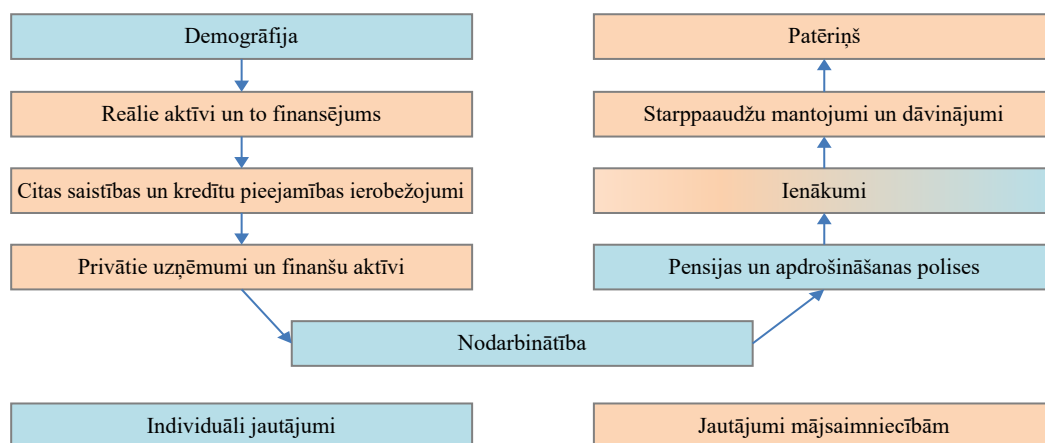 Demogrāfija
Reālie aktīvi un to finansējums
Citas saistības un kredītu pieejamības ierobežojumi
Privātie uzņēmumi un finanšu aktīvi
Nodarbinātība
Pensijas un apdrošināšanas polises
Ienākumi
Starppaaudžu mantojumi un dāvinājumi
Patēriņš
Individuāli jautājumi
Jautājumi mājsaimniecībām